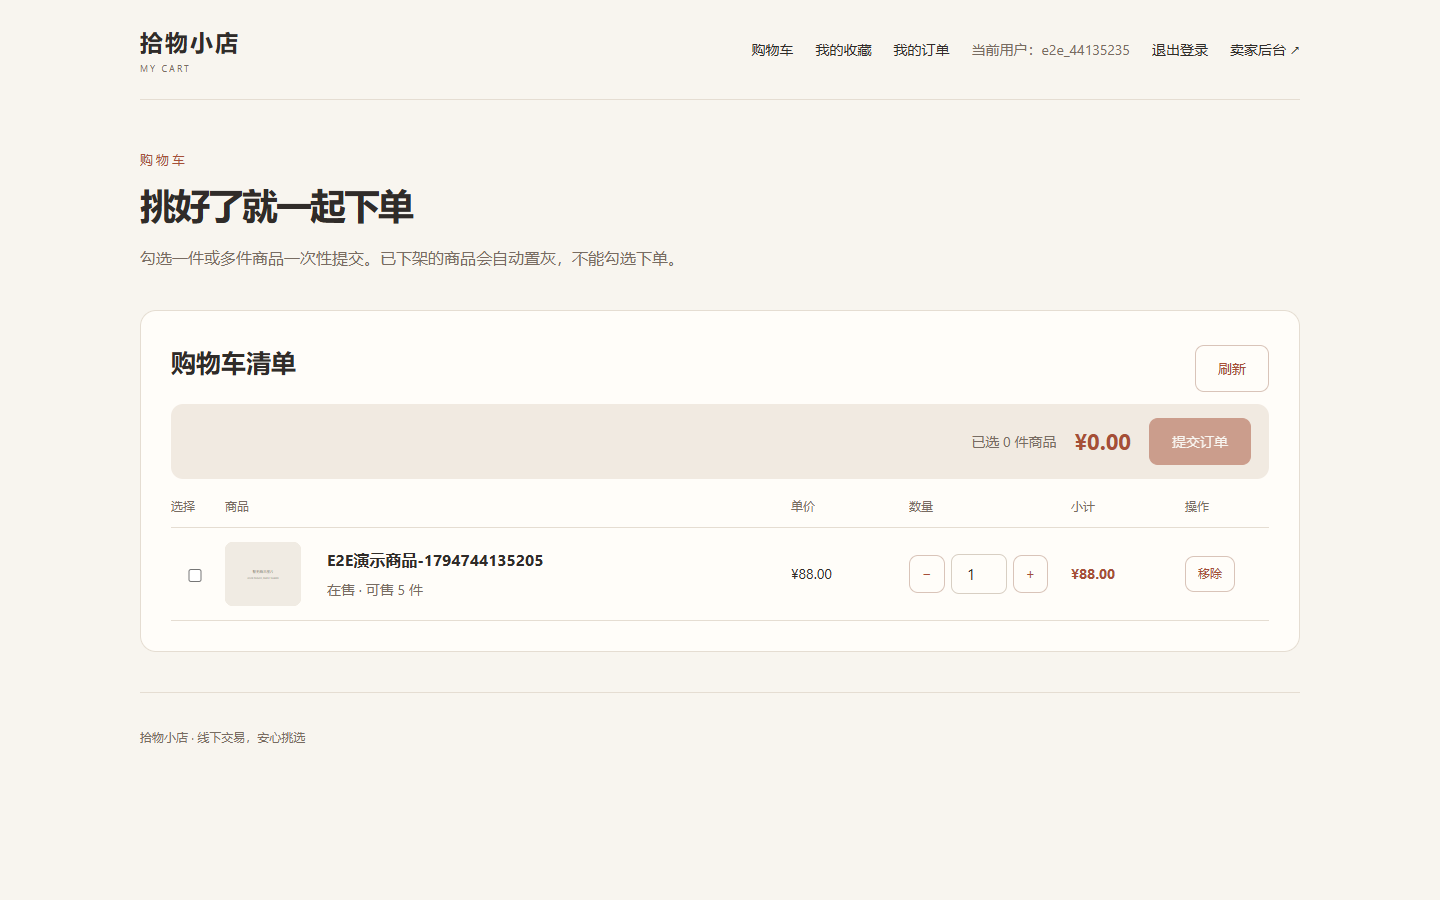 拾物小店
MY CART
购物车 我的收藏 我的订单 当前用户：e2e_44135235 退出登录 卖家后台 ↗
购物车
挑好了就一起下单
勾选一件或多件商品一次性提交。已下架的商品会自动置灰，不能勾选下单。
购物车清单
刷新
已选 0 件商品 ¥0.00 提交订单
选择 商品 单价 数量 小计 操作
E2E演示商品-1794744135205
在售 · 可售 5 件
¥88.00 − 1 + ¥88.00 移除
拾物小店 · 线下交易，安心挑选